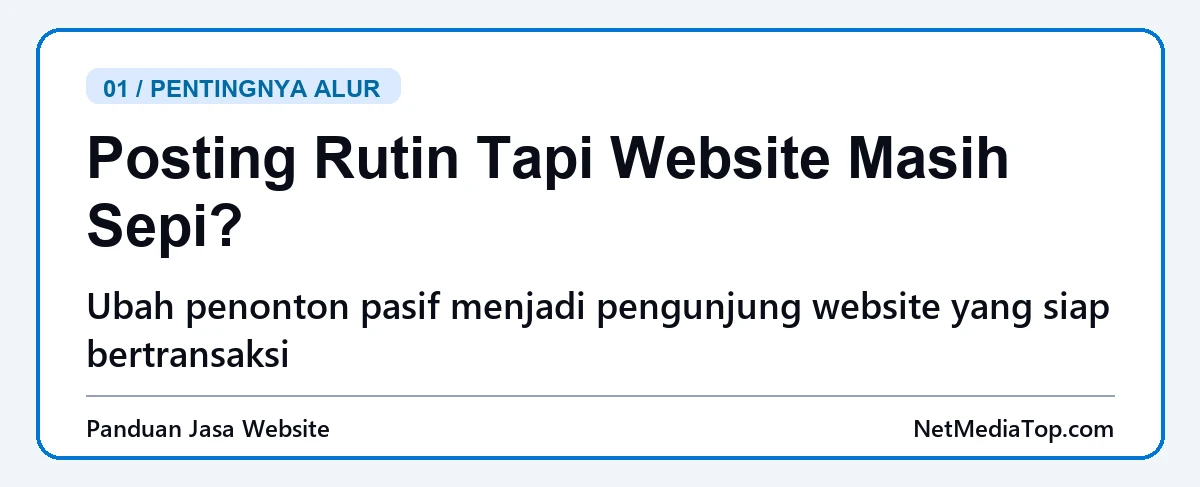 01 / PENTINGNYA ALUR
Posting Rutin Tapi Website Masih
Sepi?
Ubah penonton pasif menjadi pengunjung website yang siap
bertransaksi
Panduan Jasa Website
NetMediaTop.com